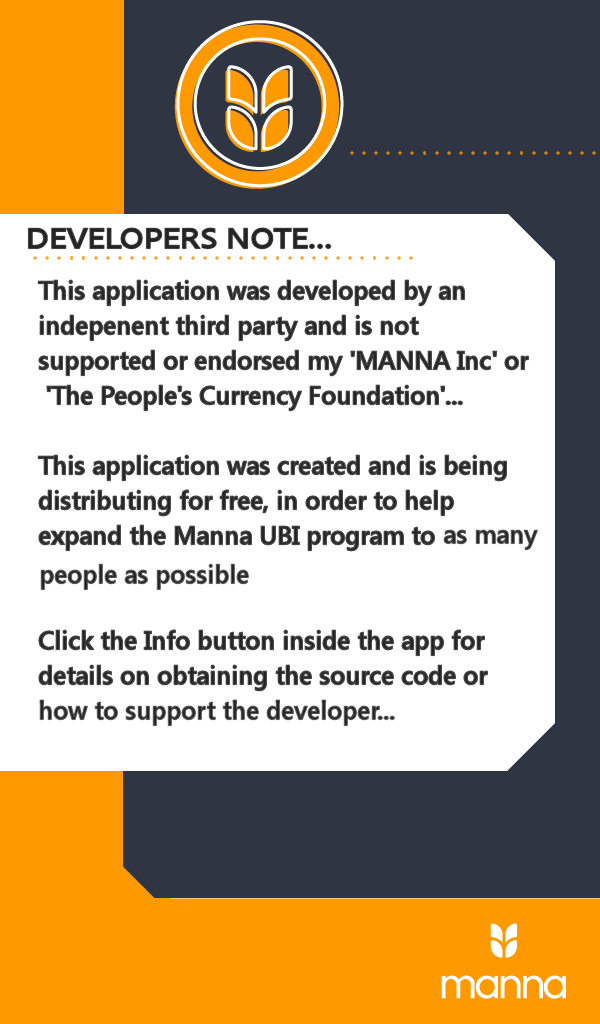 DEVELOPERS NOTE...
This application was developed by an
indepenent third party and is not
supported or endorsed my 'MANNA Inc' or
'The People's Currency Foundation'...
This application was created and is being
distributing for free, in order to help
expand the Manna UBI program to as many
people as possible
Click the Info button inside the app for
details on obtaining the source code or
how to support the developer...
manna